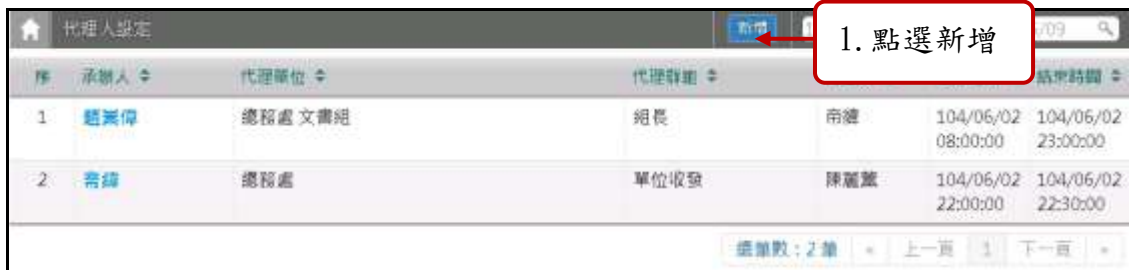 代理人設定 新增 /09
1.點選新增
序 承辦人 代理單位 代理群組 結束時間
1 總務處 文書組 組長 104/06/02 104/06/02
08:00:00 23:00:00
2 總務處 單位收發 104/06/02 104/06/02
22:00:00 22:30:00
總筆數:2 筆 « 上一頁 1 下一頁 »